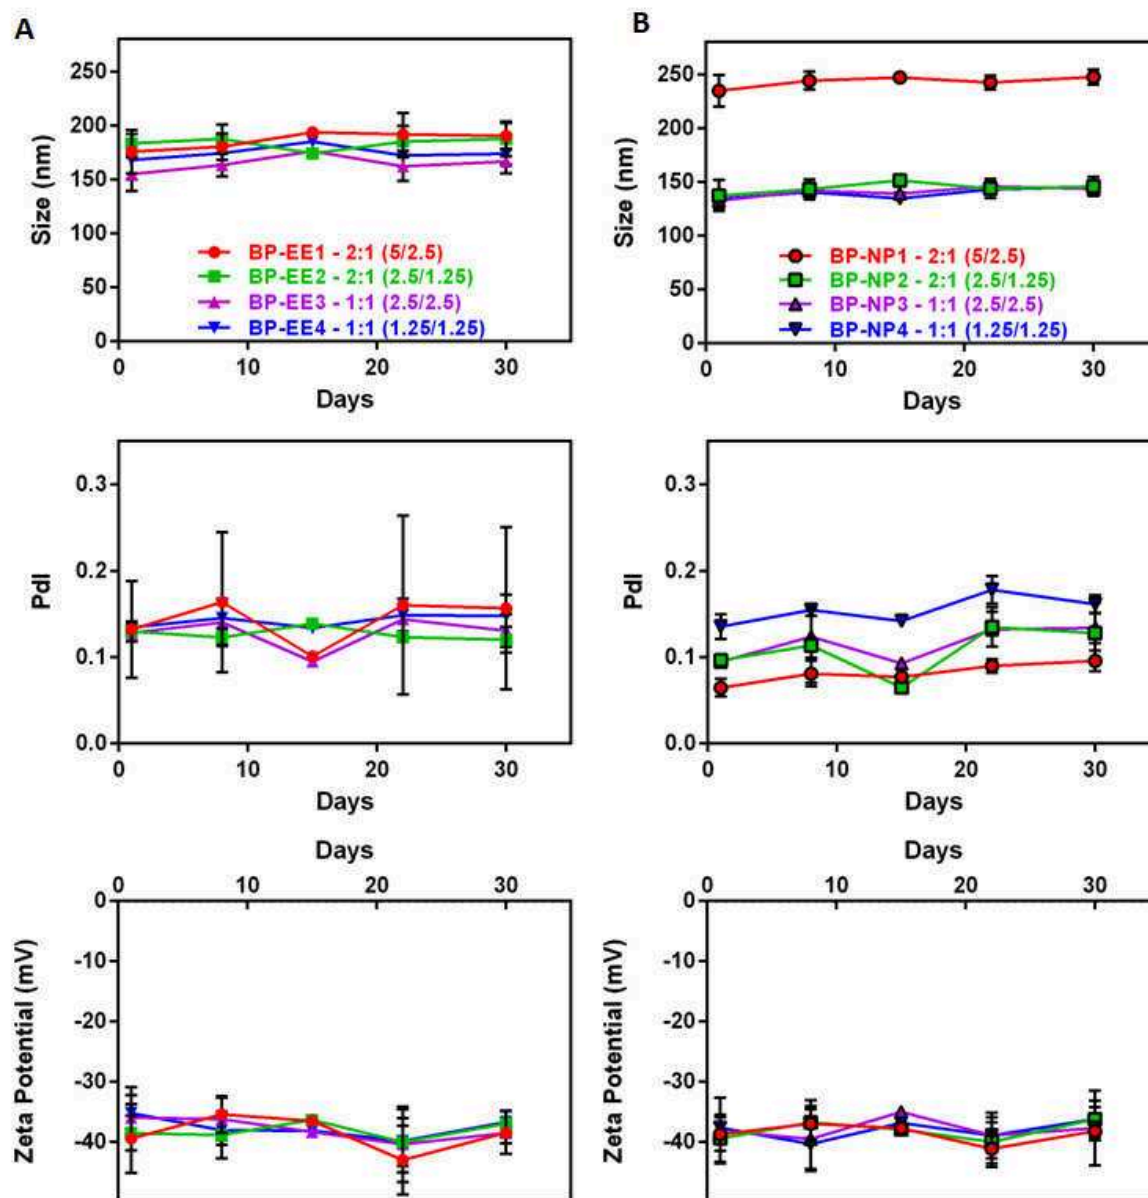 A
Size (nm)
250
200
150
100
50
0
BP-EE1 - 2:1 (5/2.5)
BP-EE2 - 2:1 (2.5/1.25)
BP-EE3 - 1:1 (2.5/2.5)
BP-EE4 - 1:1 (1.25/1.25)
0 10 20 30
Days
B
Size (nm)
250
200
150
100
50
0
BP-NP1 - 2:1 (5/2.5)
BP-NP2 - 2:1 (2.5/1.25)
BP-NP3 - 1:1 (2.5/2.5)
BP-NP4 - 1:1 (1.25/1.25)
0 10 20 30
Days
PdI
0.3
0.2
0.1
0.0
0 10 20 30
Days
PdI
0.3
0.2
0.1
0.0
0 10 20 30
Days
Days
0 10 20 30
Zeta Potential (mV)
0
-10
-20
-30
-40
Days
0 10 20 30
Zeta Potential (mV)
0
-10
-20
-30
-40